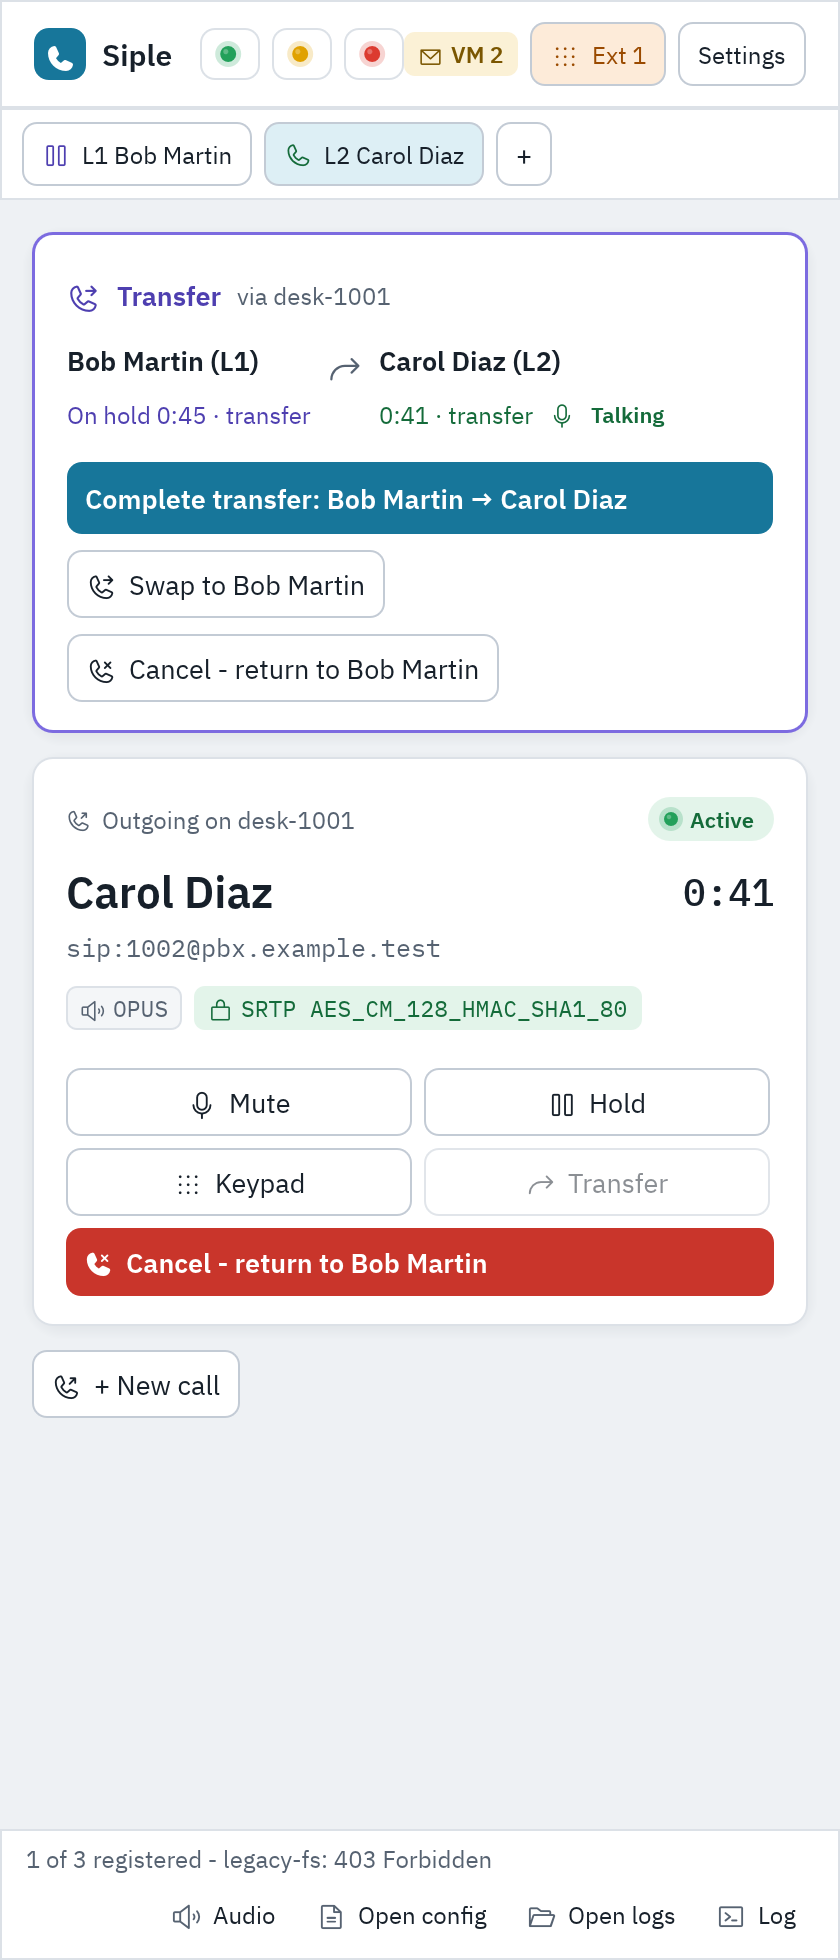 Siple VM 2 Ext 1 Settings
L1 Bob Martin L2 Carol Diaz +
Transfer via desk-1001
Bob Martin (L1) Carol Diaz (L2)
On hold 0:45 · transfer 0:41 · transfer Talking
Complete transfer: Bob Martin → Carol Diaz
Swap to Bob Martin
Cancel - return to Bob Martin
Outgoing on desk-1001 Active
Carol Diaz 0:41
sip:1002@pbx.example.test
OPUS SRTP AES_CM_128_HMAC_SHA1_80
Mute Hold
Keypad Transfer
Cancel - return to Bob Martin
+ New call
1 of 3 registered - legacy-fs: 403 Forbidden
Audio Open config Open logs Log